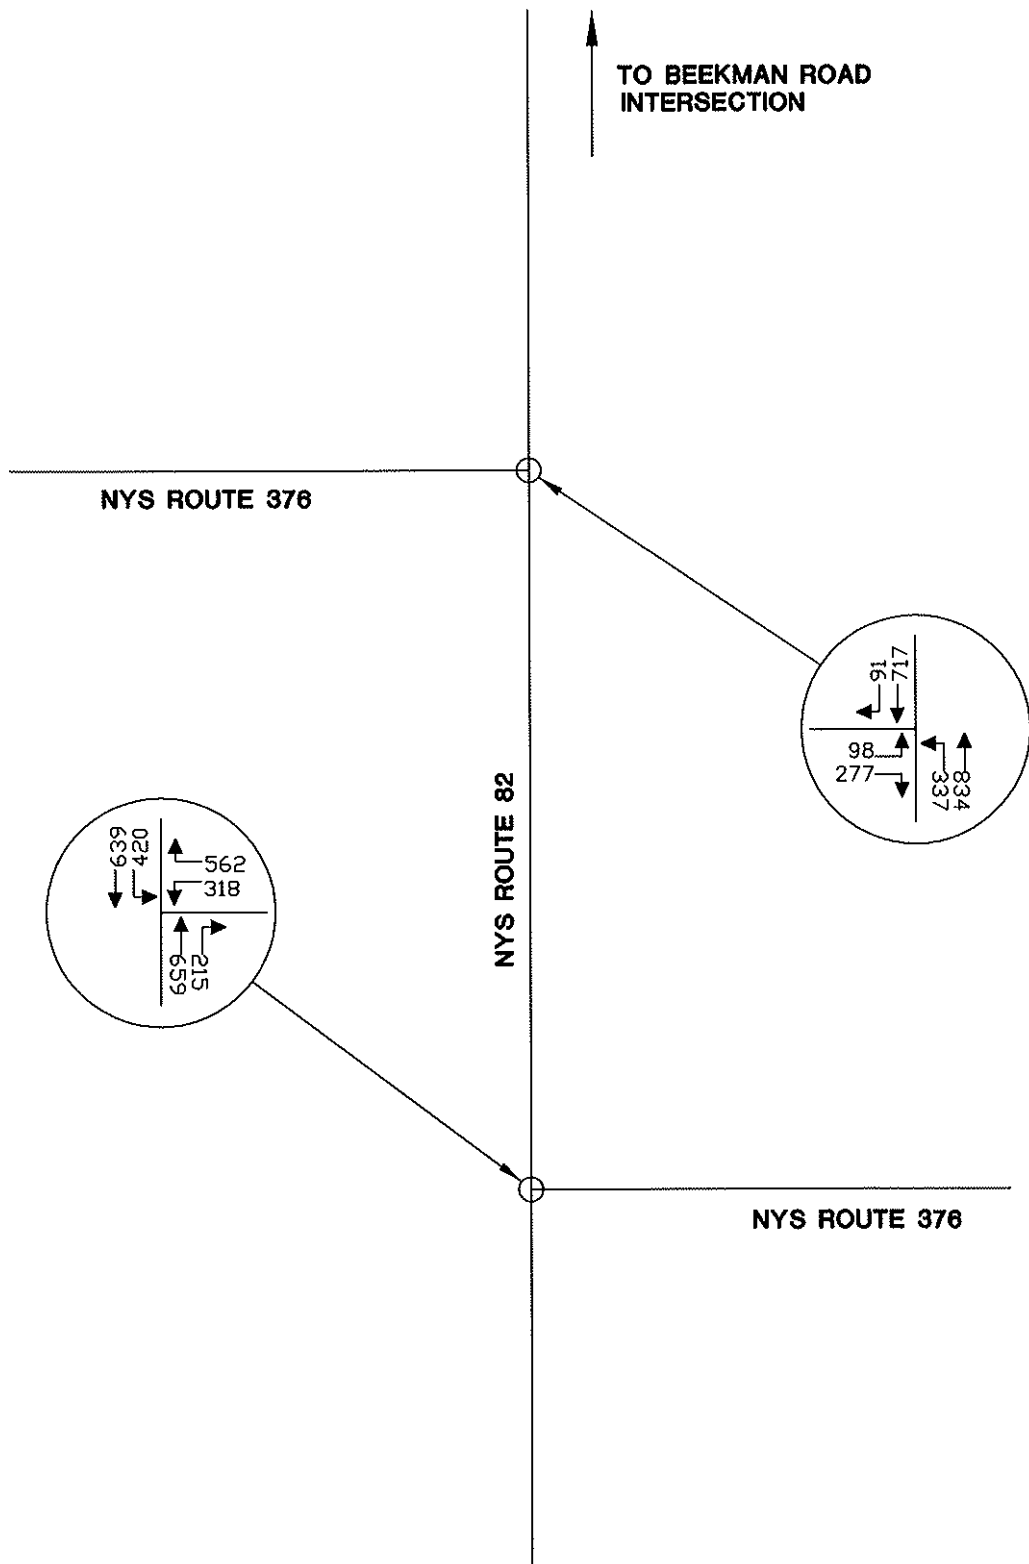 TO BEEKMAN ROAD
INTERSECTION
NYS ROUTE 376
91
717
98
277
337
834
NYS ROUTE 82
639
420
562
318
659
215
NYS ROUTE 376